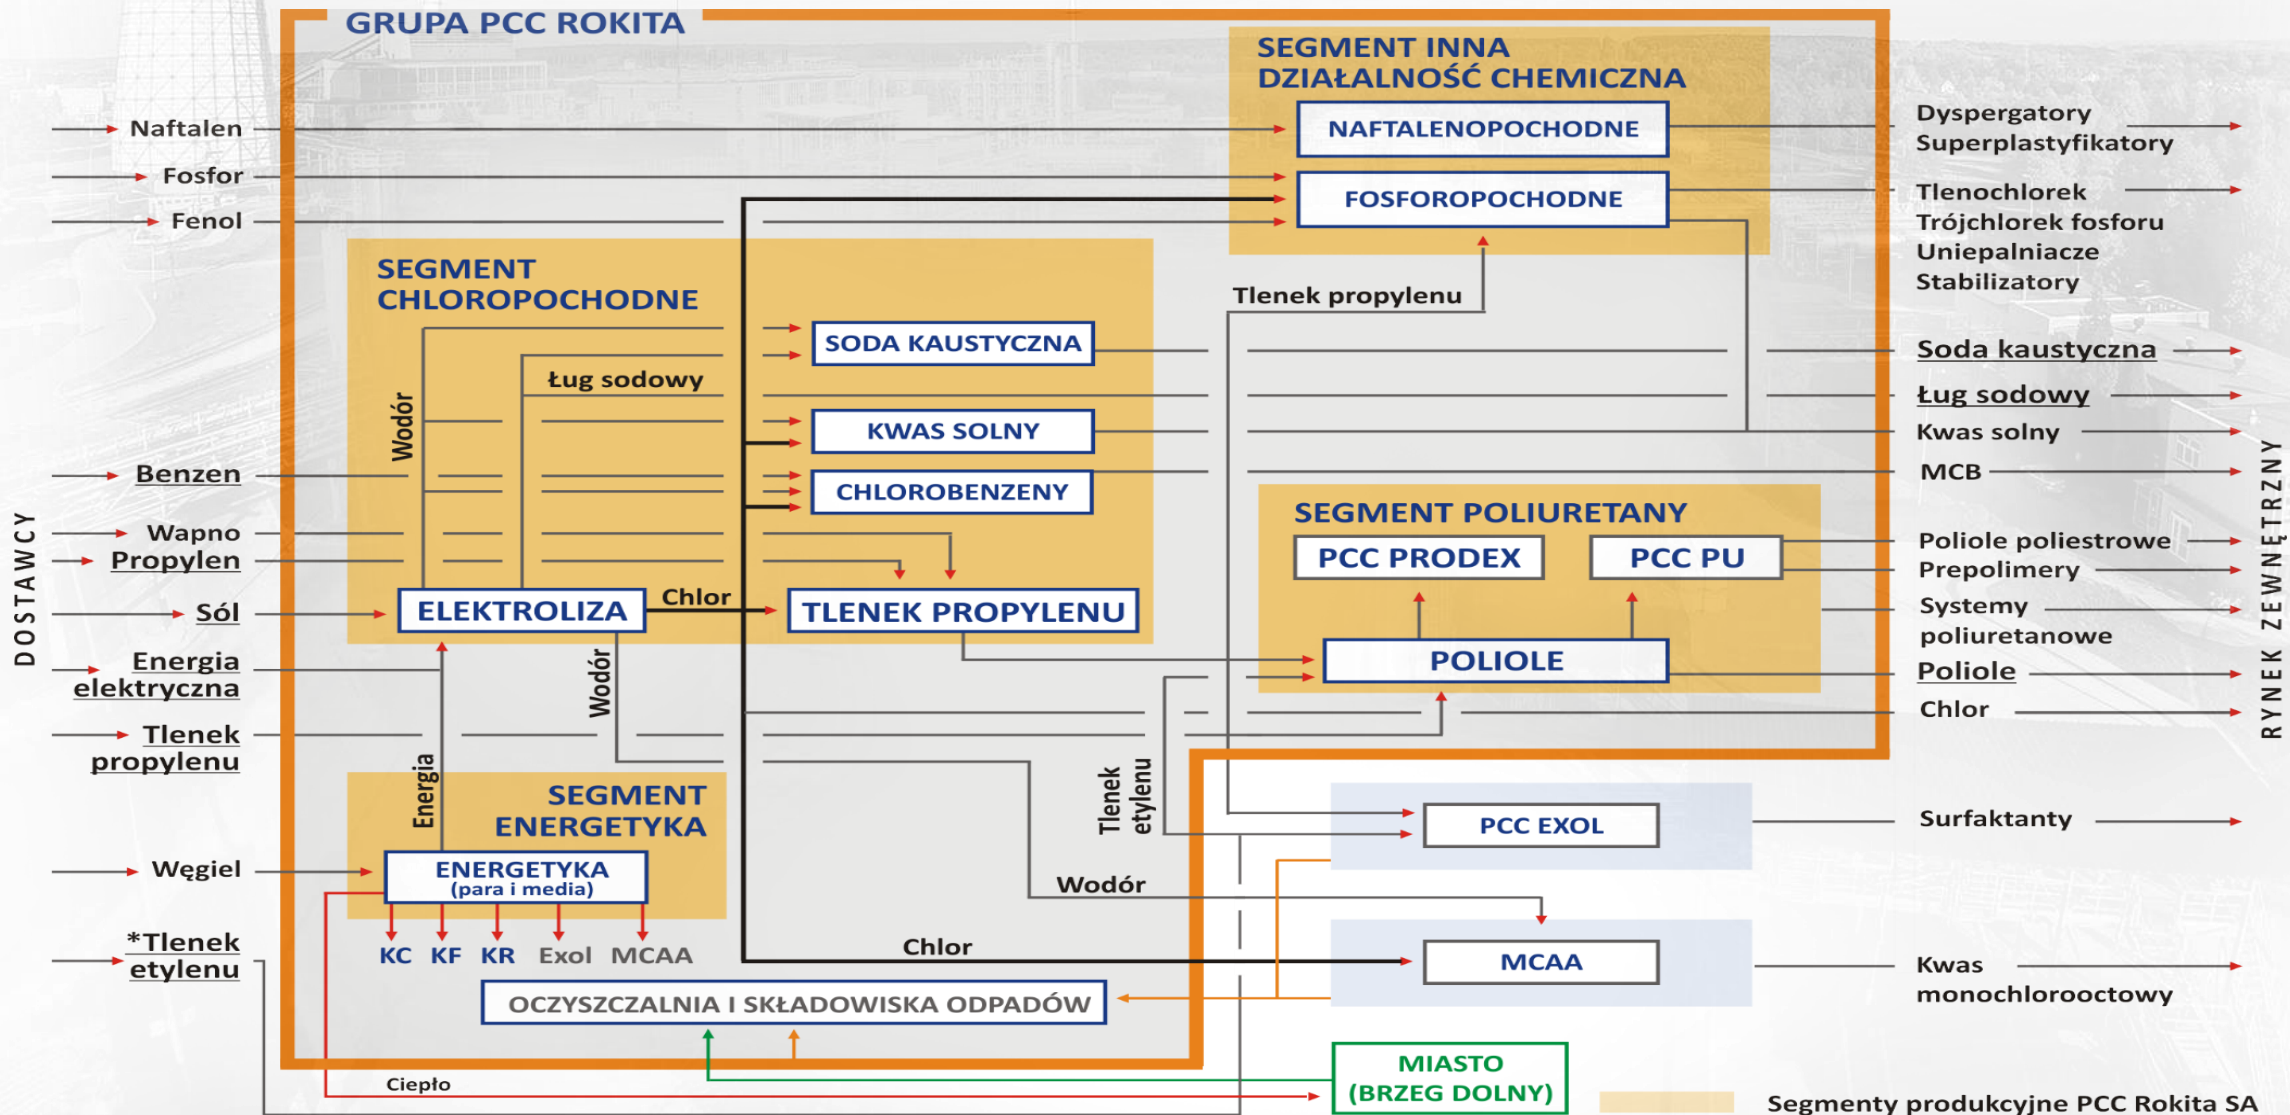 GRUPA PCC ROKITA
SEGMENT INNA
DZIAŁALNOŚĆ CHEMICZNA
NAFTALENOPOCHODNE
FOSFOROPOCHODNE
Naftalen
Fosfor
Fenol
Dyspergatory
Superplastyfikatory
Tlenochlorek
Trójchlorek fosforu
Uniepalniacze
Stabilizatory
SEGMENT
CHLOROPOCHODNE
Tlenek propylenu
SODA KAUSTYCZNA
Ług sodowy
Wodór
KWAS SOLNY
CHLOROBENZENY
Soda kaustyczna
Ług sodowy
Kwas solny
MCB
DOSTAWCY
Benzen
Wapno
Propylen
Sól
Energia
elektryczna
Tlenek
propylenu
ELEKTROLIZA
Chlor
TLENEK PROPYLENU
Wodór
SEGMENT POLIURETANY
PCC PRODEX
PCC PU
POLIOLE
Poliole poliestrowe
Prepolimery
Systemy
poliuretanowe
Poliole
Chlor
RYNEK ZEWNĘTRZNY
Energia
SEGMENT
ENERGETYKA
Węgiel
ENERGETYKA
(para i media)
KC
KF
KR
Exol
MCAA
*Tlenek
etylenu
Tlenek
etylenu
PCC EXOL
Surfaktanty
Wodór
Chlor
MCAA
Kwas
monochlorooctowy
OCZYSZCZALNIA I SKŁADOWISKA ODPADÓW
Ciepło
MIASTO
(BRZEG DOLNY)
Segmenty produkcyjne PCC Rokita SA